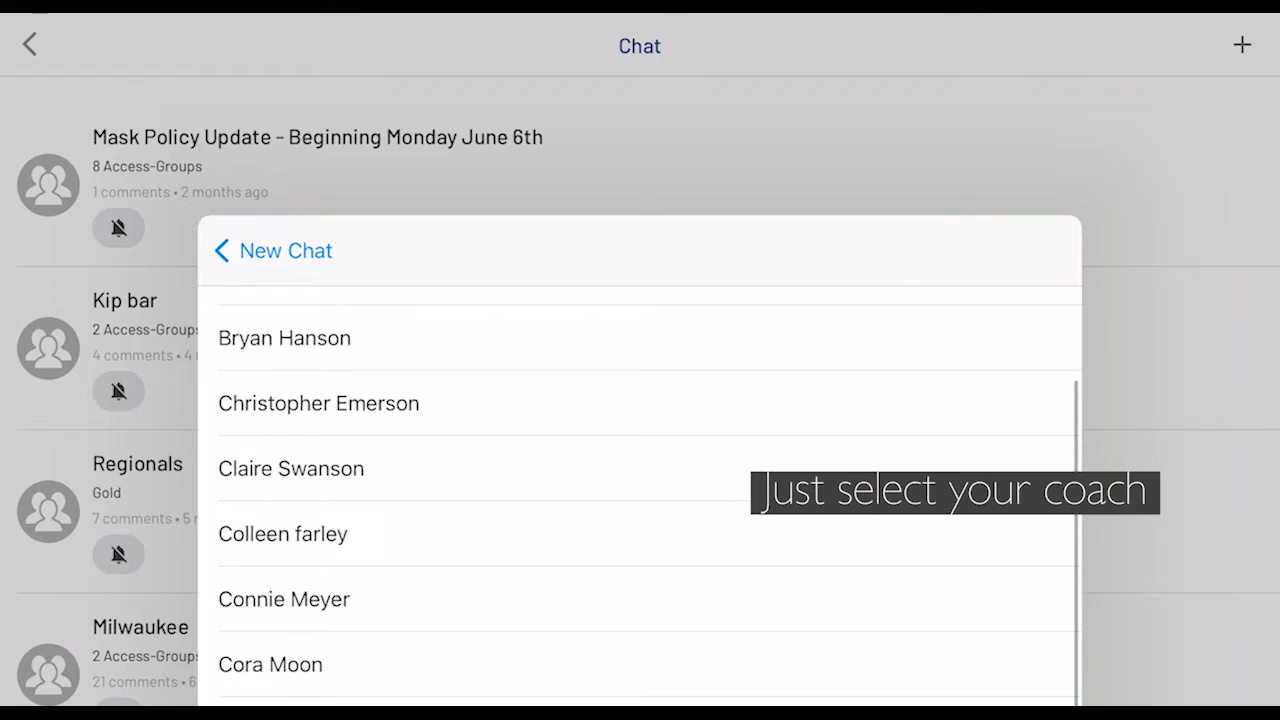 Chat
Mask Policy Update - Beginning Monday June 6th
8 Access-Groups
1 comments • 2 months ago
New Chat
Kip bar
2 Access-Groups
4 comments • 4
Bryan Hanson
Christopher Emerson
Regionals
Gold
7 comments • 5
Claire Swanson
Just select your coach
Colleen farley
Connie Meyer
Milwaukee
2 Access-Groups
21 comments • 6
Cora Moon